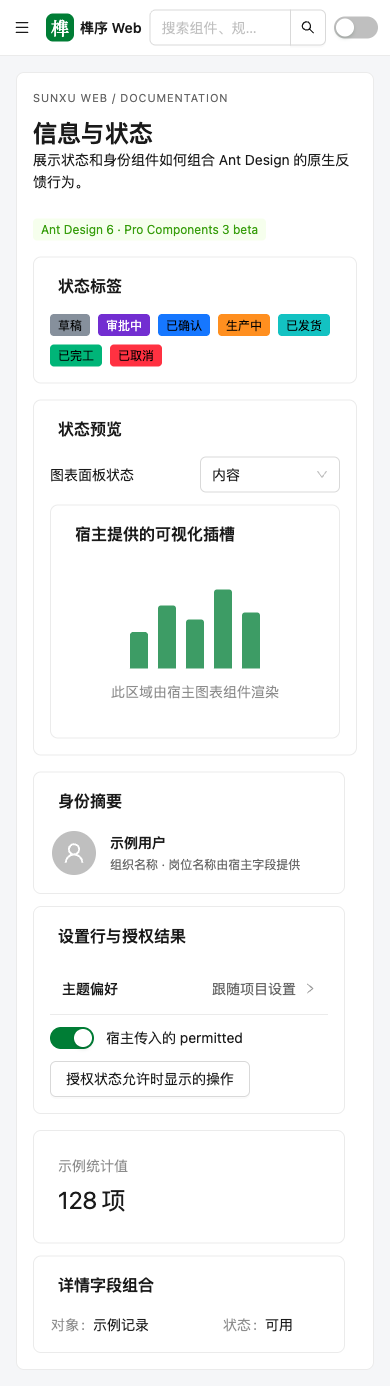 榫 榫序 Web 搜索组件、规...
SUNXU WEB / DOCUMENTATION
信息与状态
展示状态和身份组件如何组合 Ant Design 的原生反
馈行为。
Ant Design 6 · Pro Components 3 beta
状态标签
草稿 审批中 已确认 生产中 已发货
已完工 已取消
状态预览
图表面板状态 内容
宿主提供的可视化插槽
此区域由宿主图表组件渲染
身份摘要
示例用户
组织名称 · 岗位名称由宿主字段提供
设置行与授权结果
主题偏好 跟随项目设置
宿主传入的 permitted
授权状态允许时显示的操作
示例统计值
128 项
详情字段组合
对象: 示例记录 状态: 可用